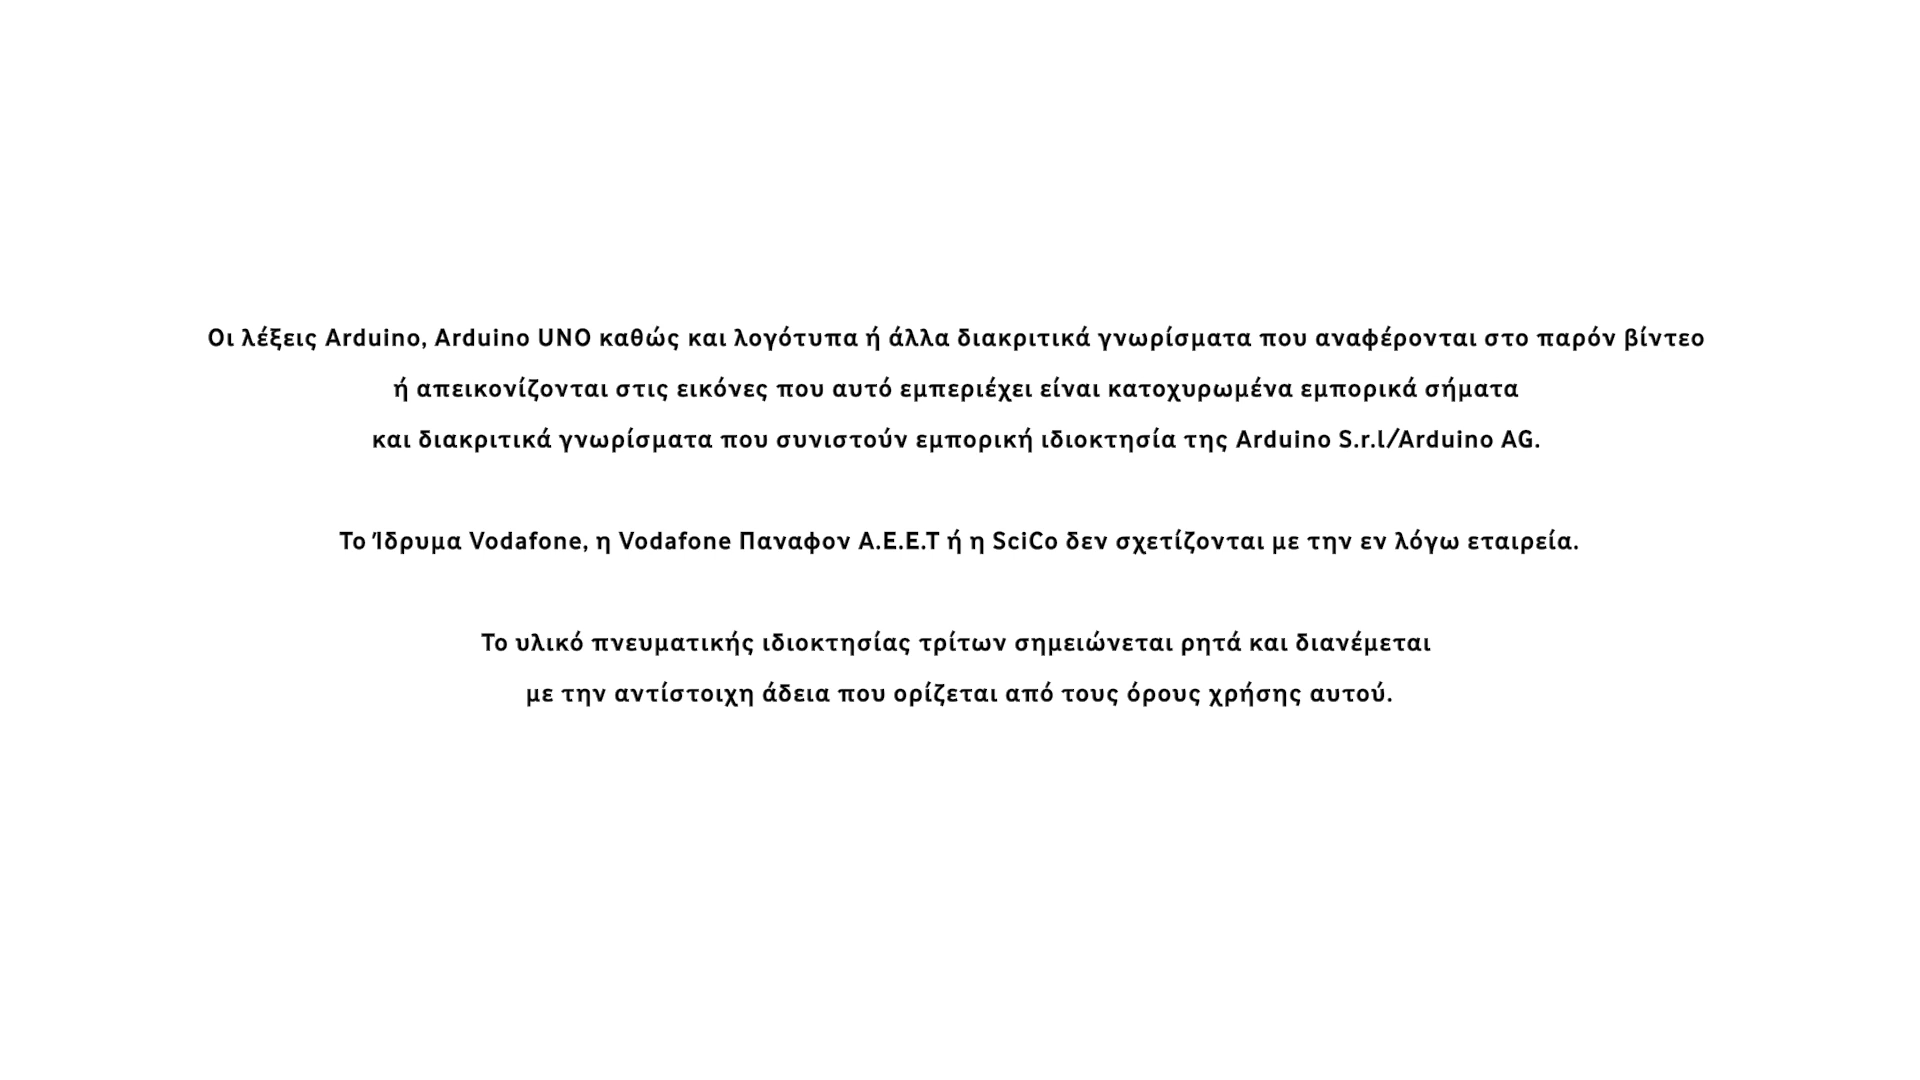 Οι λέξεις Arduino, Arduino UNO καθώς και λογότυπα ή άλλα διακριτικά γνωρίσματα που αναφέρονται στο παρόν βίντεο
ή απεικονίζονται στις εικόνες που αυτό εμπεριέχει είναι κατοχυρωμένα εμπορικά σήματα
και διακριτικά γνωρίσματα που συνιστούν εμπορική ιδιοκτησία της Arduino S.r.l/Arduino AG.
Το Ίδρυμα Vodafone, η Vodafone Παναφον Α.Ε.Ε.Τ ή η SciCo δεν σχετίζονται με την εν λόγω εταιρεία.
Το υλικό πνευματικής ιδιοκτησίας τρίτων σημειώνεται ρητά και διανέμεται
με την αντίστοιχη άδεια που ορίζεται από τους όρους χρήσης αυτού.